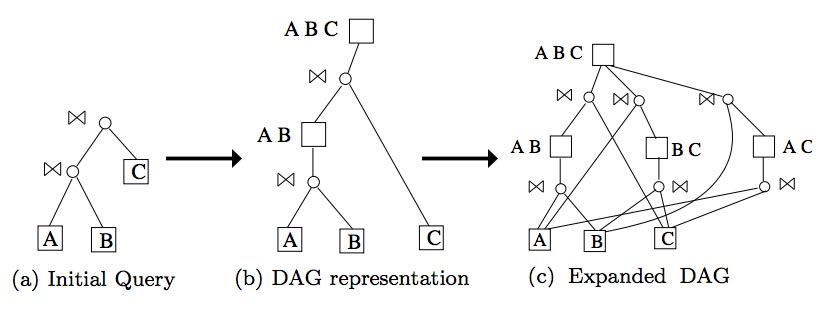 A B C
⋈
A B
⋈
A
B
C
(b) DAG representation
⋈
⋈
C
A
B
(a) Initial Query
A B C
⋈
⋈
⋈
A B
B C
A C
⋈
⋈
⋈
A
B
C
(c) Expanded DAG